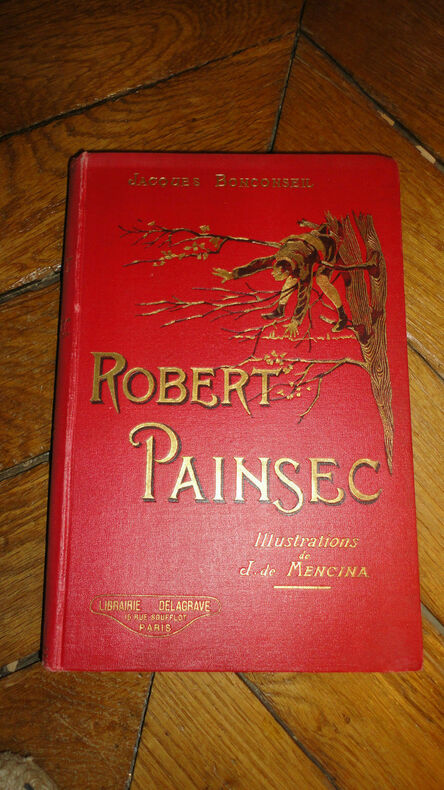 JACQUES BONCONSEIL
ROBERT
PAINSEC
Illustrations
de
J. de MENCINA
LIBRAIRIE DELAGRAVE
15 RUE SOUFFLOT
PARIS